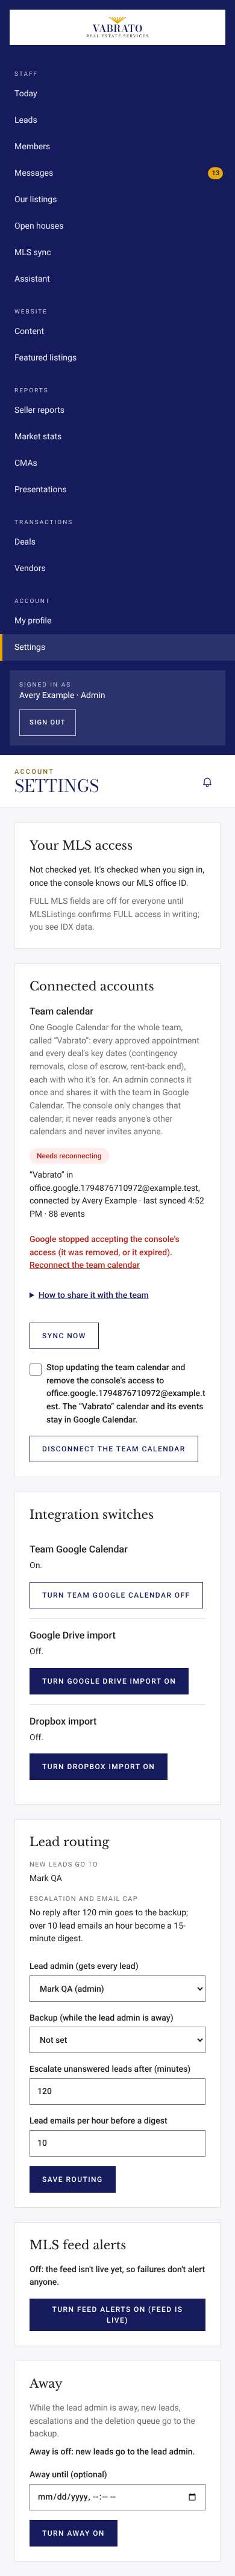 VABRATO
REAL ESTATE SERVICES
STAFF
Today
Leads
Members
Messages 13
Our listings
Open houses
MLS sync
Assistant
WEBSITE
Content
Featured listings
REPORTS
Seller reports
Market stats
CMAs
Presentations
TRANSACTIONS
Deals
Vendors
ACCOUNT
My profile
Settings
SIGNED IN AS
Avery Example · Admin
SIGN OUT
ACCOUNT
SETTINGS
Your MLS access
Not checked yet. It's checked when you sign in,
once the console knows our MLS office ID.
FULL MLS fields are off for everyone until
MLSListings confirms FULL access in writing;
you see IDX data.
Connected accounts
Team calendar
One Google Calendar for the whole team,
called “Vabrato”: every approved appointment
and every deal's key dates (contingency
removals, close of escrow, rent-back end),
each with who it's for. An admin connects it
once and shares it with the team in Google
Calendar. The console only changes that
calendar; it never reads anyone's other
calendars and never invites anyone.
Needs reconnecting
“Vabrato” in
office.google.1794876710972@example.test,
connected by Avery Example · last synced 4:52
PM · 88 events
Google stopped accepting the console's
access (it was removed, or it expired).
Reconnect the team calendar
How to share it with the team
SYNC NOW
Stop updating the team calendar and
remove the console's access to
office.google.1794876710972@example.t
est. The “Vabrato” calendar and its events
stay in Google Calendar.
DISCONNECT THE TEAM CALENDAR
Integration switches
Team Google Calendar
On.
TURN TEAM GOOGLE CALENDAR OFF
Google Drive import
Off.
TURN GOOGLE DRIVE IMPORT ON
Dropbox import
Off.
TURN DROPBOX IMPORT ON
Lead routing
NEW LEADS GO TO
Mark QA
ESCALATION AND EMAIL CAP
No reply after 120 min goes to the backup;
over 10 lead emails an hour become a 15-
minute digest.
Lead admin (gets every lead)
Mark QA (admin)
Backup (while the lead admin is away)
Not set
Escalate unanswered leads after (minutes)
120
Lead emails per hour before a digest
10
SAVE ROUTING
MLS feed alerts
Off: the feed isn't live yet, so failures don't alert
anyone.
TURN FEED ALERTS ON (FEED IS
LIVE)
Away
While the lead admin is away, new leads,
escalations and the deletion queue go to the
backup.
Away is off: new leads go to the lead admin.
Away until (optional)
mm/dd/yyyy, --:-- --
TURN AWAY ON